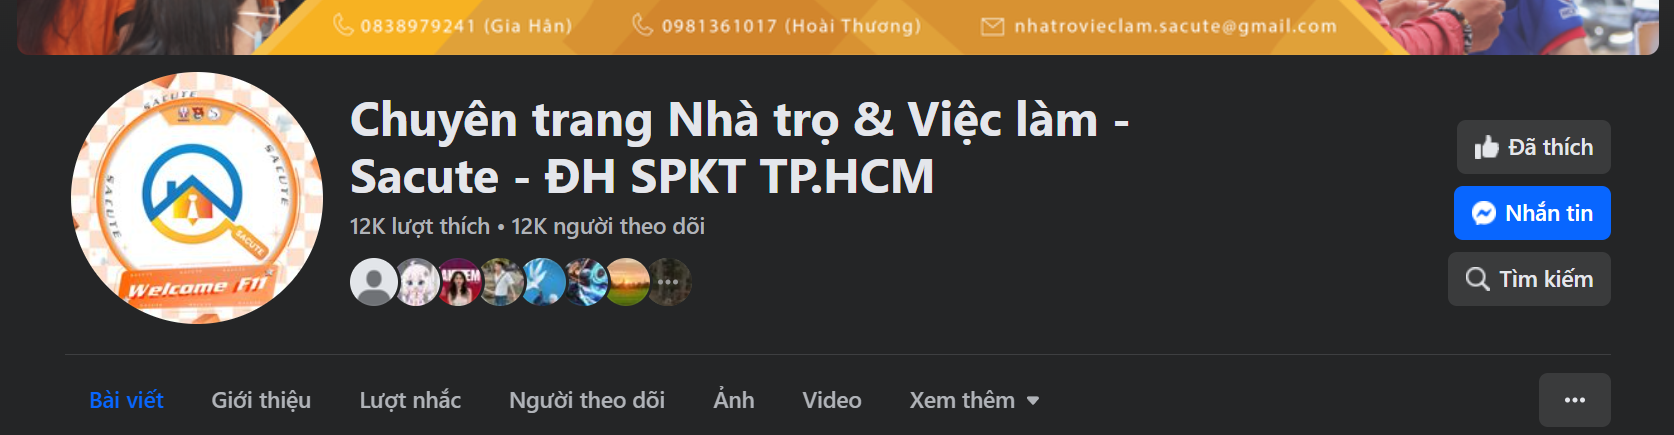 0838979241 (Gia Hân)
0981361017 (Hoài Thương)
nhatrovieclam.sacute@gmail.com
SACUTE
SACUTE
SACUTE
SACUTE
Welcome F11
Chuyên trang Nhà trọ & Việc làm -
Sacute - ĐH SPKT TP.HCM
12K lượt thích • 12K người theo dõi
Đã thích
Nhắn tin
Tìm kiếm
Bài viết
Giới thiệu
Lượt nhắc
Người theo dõi
Ảnh
Video
Xem thêm